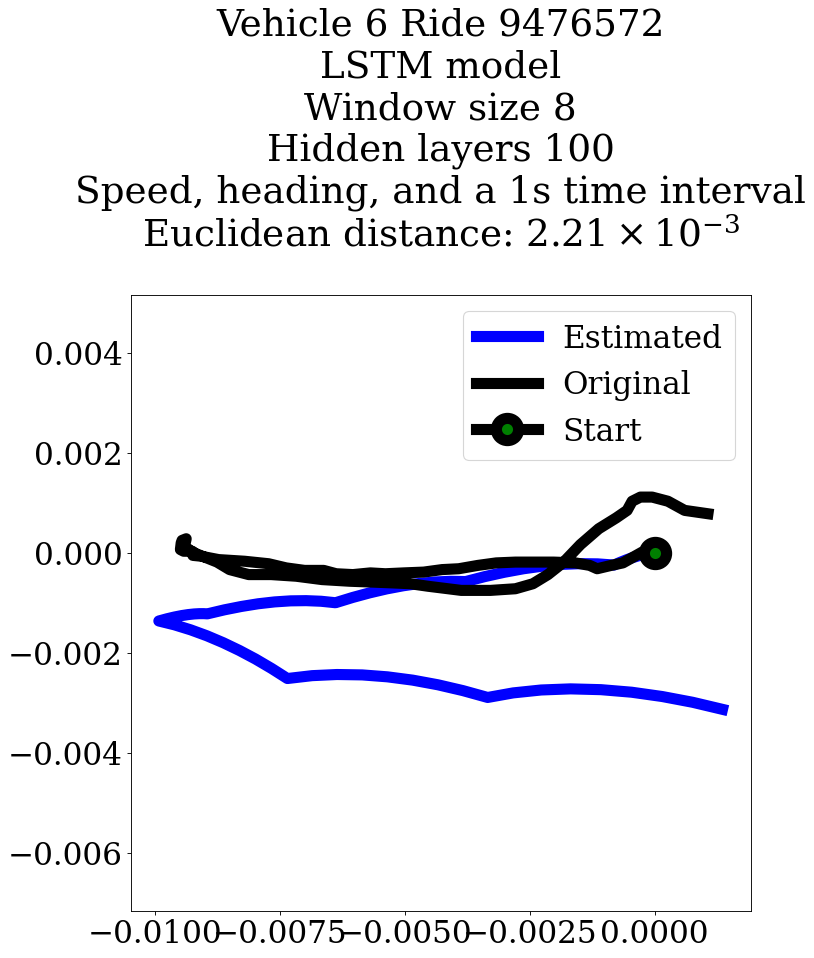 Vehicle 6 Ride 9476572
LSTM model
Window size 8
Hidden layers 100
Speed, heading, and a 1s time interval
Euclidean distance: 2.21 × 10⁻³
Estimated
Original
Start
0.004
0.002
0.000
−0.002
−0.004
−0.006
−0.0100 −0.0075 −0.0050 −0.0025 0.0000